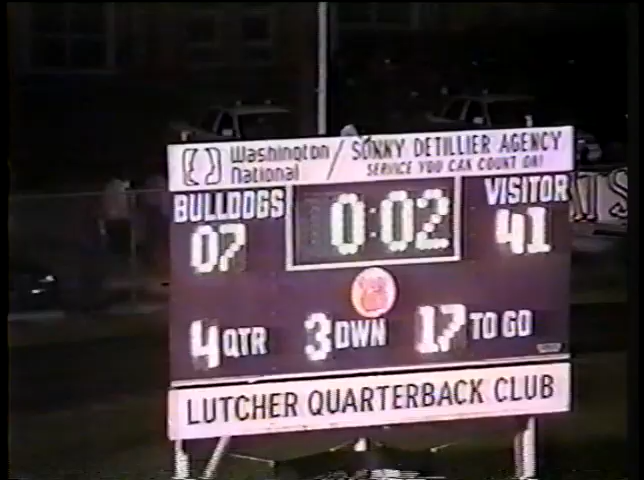 Washington National / SONNY DETILLIER AGENCY
SERVICE YOU CAN COUNT ON!
BULLDOGS 0:02 VISITOR
07 41
4 QTR 3 DWN 17 TO GO
LUTCHER QUARTERBACK CLUB